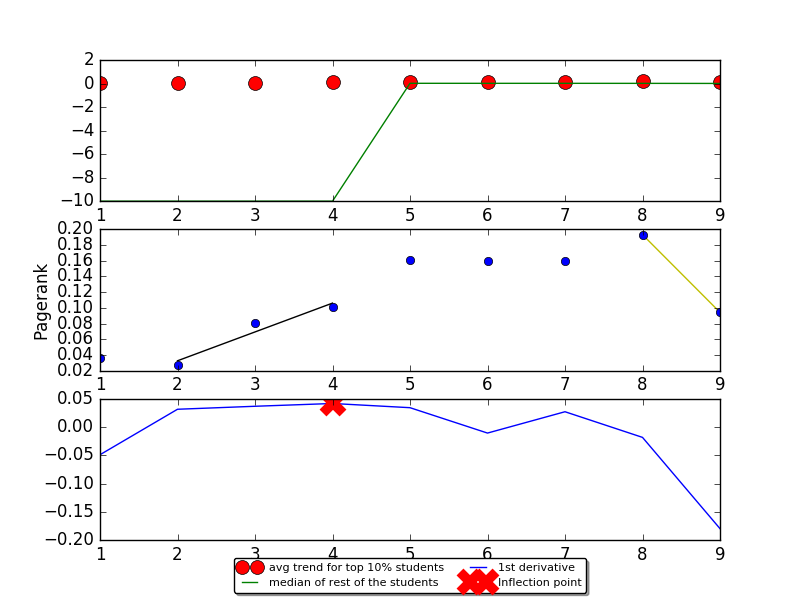 2
0
−2
−4
−6
−8
−10
1 2 3 4 5 6 7 8 9
0.20
0.18
0.16
0.14
0.12
0.10
0.08
0.06
0.04
0.02
Pagerank
1 2 3 4 5 6 7 8 9
0.05
0.00
−0.05
−0.10
−0.15
−0.20
1 2 3 4 5 6 7 8 9
avg trend for top 10% students
median of rest of the students
1st derivative
Inflection point